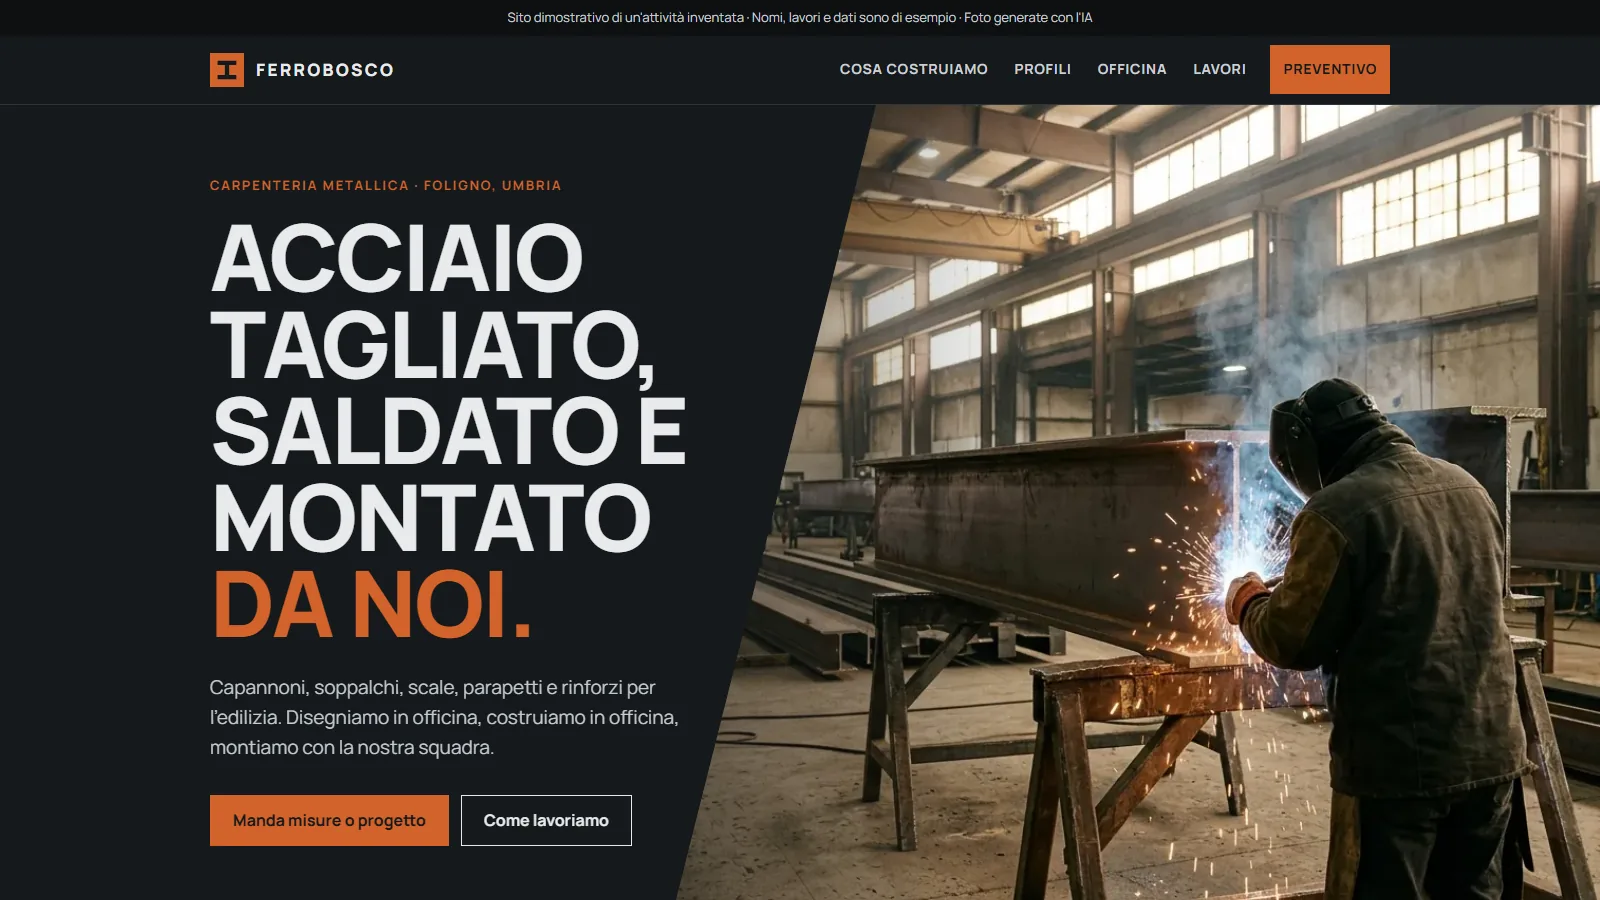 Sito dimostrativo di un'attività inventata · Nomi, lavori e dati sono di esempio · Foto generate con l'IA
FERROBOSCO
COSA COSTRUIAMO
PROFILI
OFFICINA
LAVORI
PREVENTIVO
CARPENTERIA METALLICA · FOLIGNO, UMBRIA
ACCIAIO
TAGLIATO,
SALDATO E
MONTATO
DA NOI.
Capannoni, soppalchi, scale, parapetti e rinforzi per
l'edilizia. Disegniamo in officina, costruiamo in officina,
montiamo con la nostra squadra.
Manda misure o progetto
Come lavoriamo